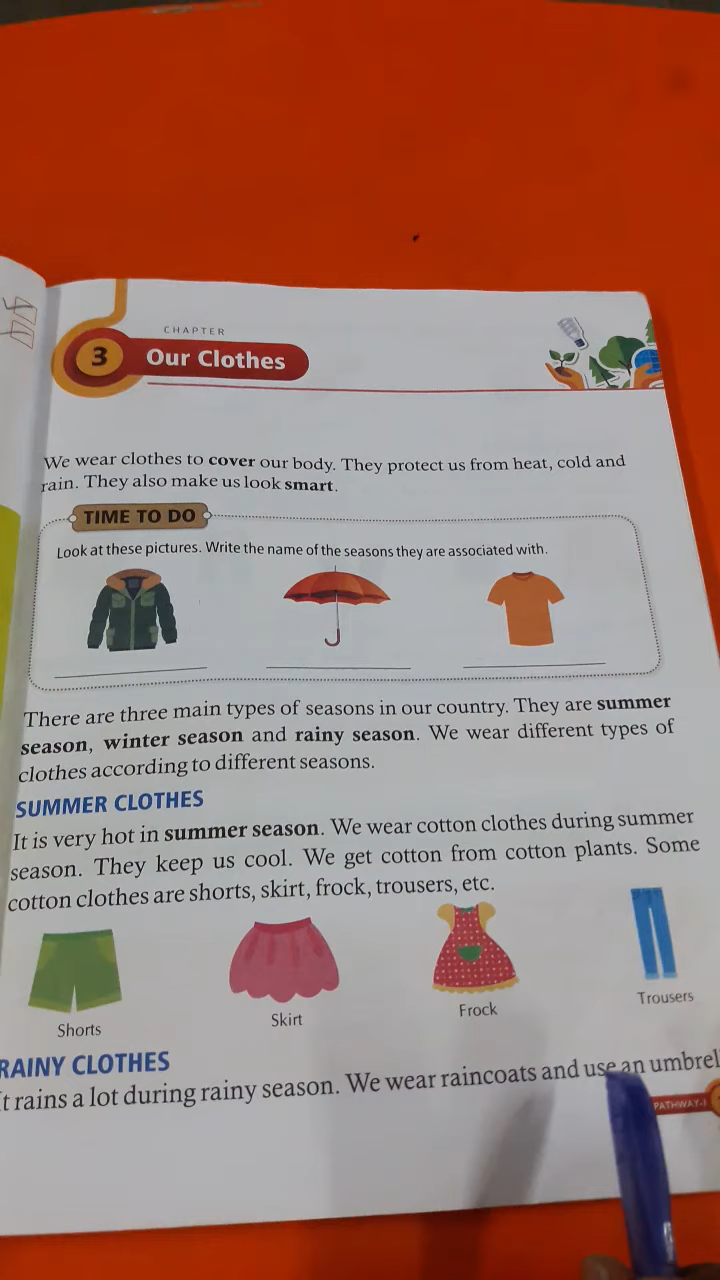 CHAPTER
3 Our Clothes
We wear clothes to cover our body. They protect us from heat, cold and
rain. They also make us look smart.
TIME TO DO
Look at these pictures. Write the name of the seasons they are associated with.
There are three main types of seasons in our country. They are summer
season, winter season and rainy season. We wear different types of
clothes according to different seasons.
SUMMER CLOTHES
It is very hot in summer season. We wear cotton clothes during summer
season. They keep us cool. We get cotton from cotton plants. Some
cotton clothes are shorts, skirt, frock, trousers, etc.
Shorts
Skirt
Frock
Trousers
RAINY CLOTHES
It rains a lot during rainy season. We wear raincoats and use an
PATHWAY-I